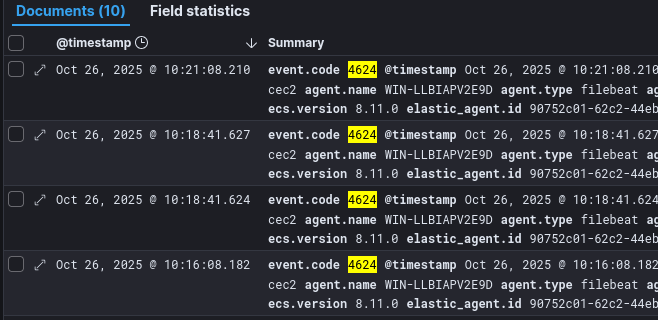 Documents (10) Field statistics
@timestamp Summary
Oct 26, 2025 @ 10:21:08.210 event.code 4624 @timestamp Oct 26, 2025 @ 10:21:08.210
cec2 agent.name WIN-LLBIAPV2E9D agent.type filebeat ag
ecs.version 8.11.0 elastic_agent.id 90752c01-62c2-44eb
Oct 26, 2025 @ 10:18:41.627 event.code 4624 @timestamp Oct 26, 2025 @ 10:18:41.627
cec2 agent.name WIN-LLBIAPV2E9D agent.type filebeat ag
ecs.version 8.11.0 elastic_agent.id 90752c01-62c2-44eb
Oct 26, 2025 @ 10:18:41.624 event.code 4624 @timestamp Oct 26, 2025 @ 10:18:41.624
cec2 agent.name WIN-LLBIAPV2E9D agent.type filebeat ag
ecs.version 8.11.0 elastic_agent.id 90752c01-62c2-44eb
Oct 26, 2025 @ 10:16:08.182 event.code 4624 @timestamp Oct 26, 2025 @ 10:16:08.182
cec2 agent.name WIN-LLBIAPV2E9D agent.type filebeat ag
ecs.version 8.11.0 elastic_agent.id 90752c01-62c2-44eb